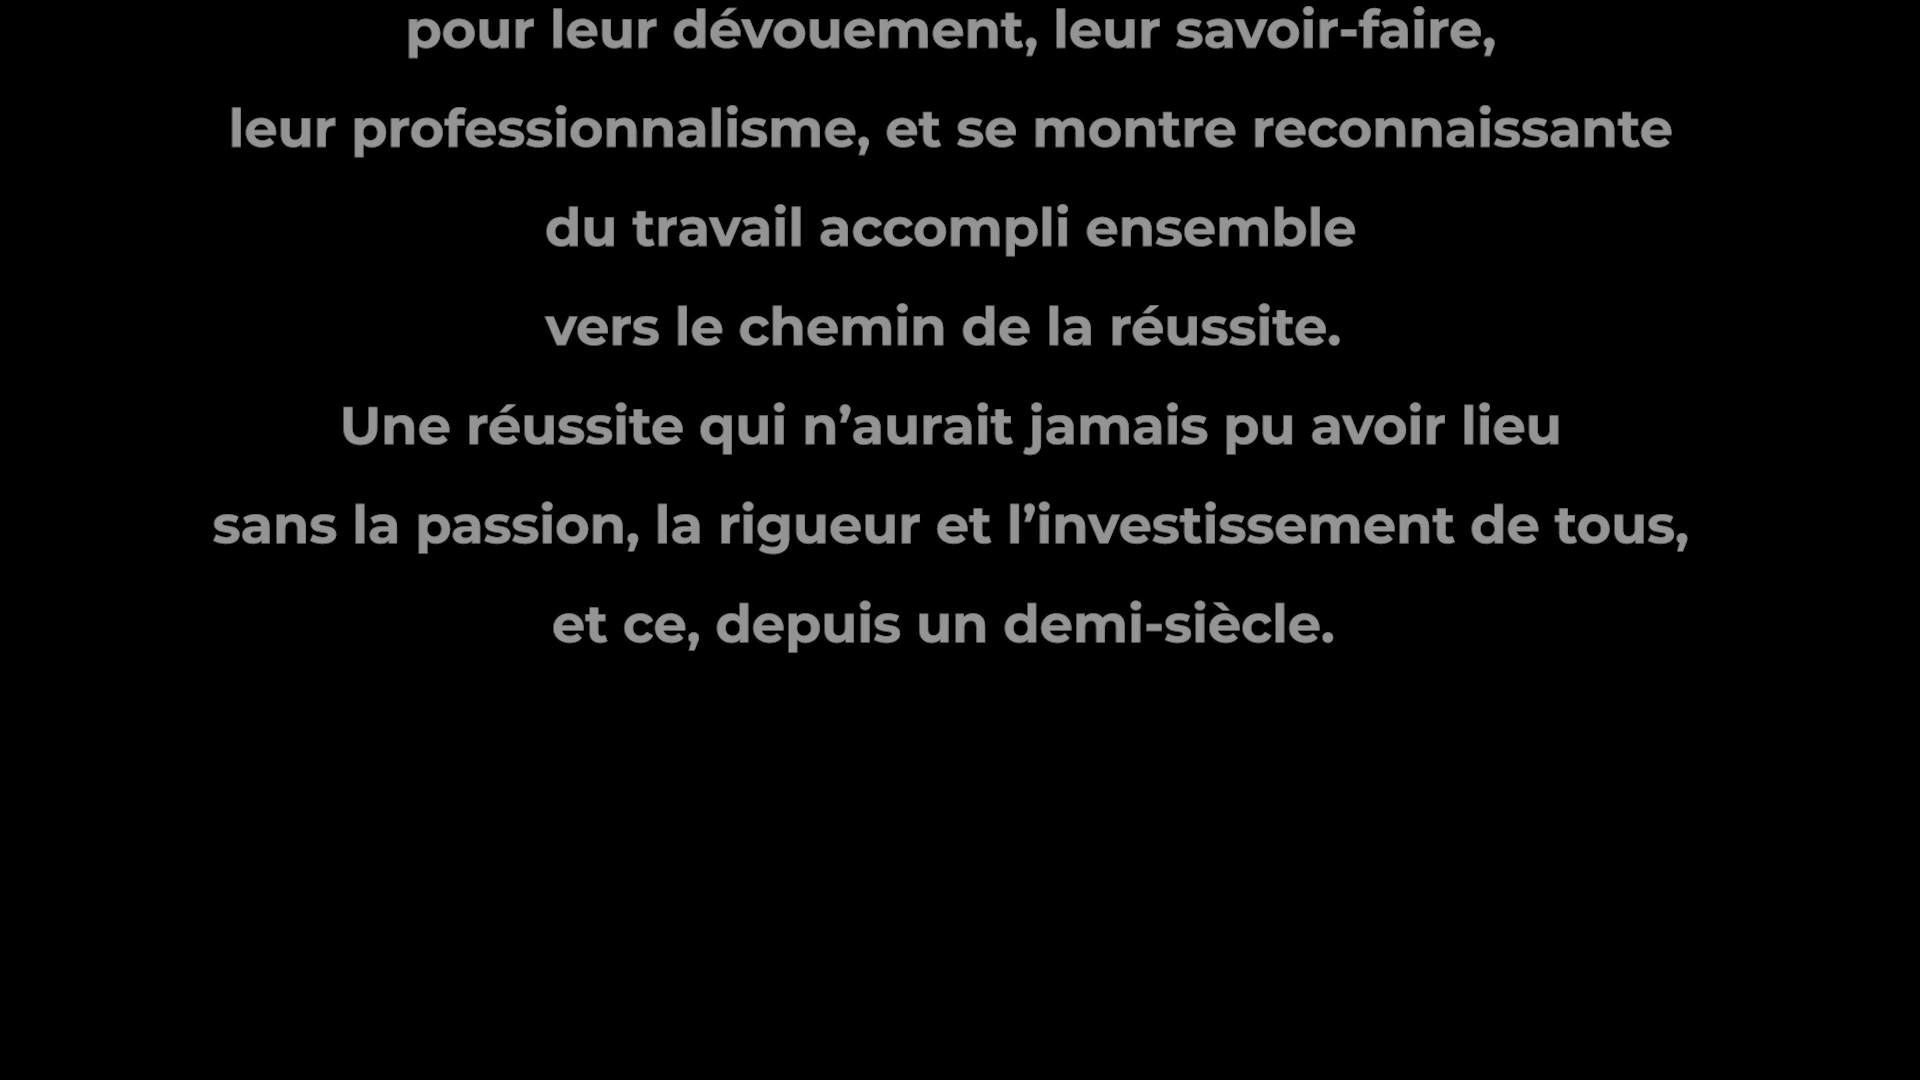 pour leur dévouement, leur savoir-faire,
leur professionnalisme, et se montre reconnaissante
du travail accompli ensemble
vers le chemin de la réussite.
Une réussite qui n’aurait jamais pu avoir lieu
sans la passion, la rigueur et l’investissement de tous,
et ce, depuis un demi-siècle.